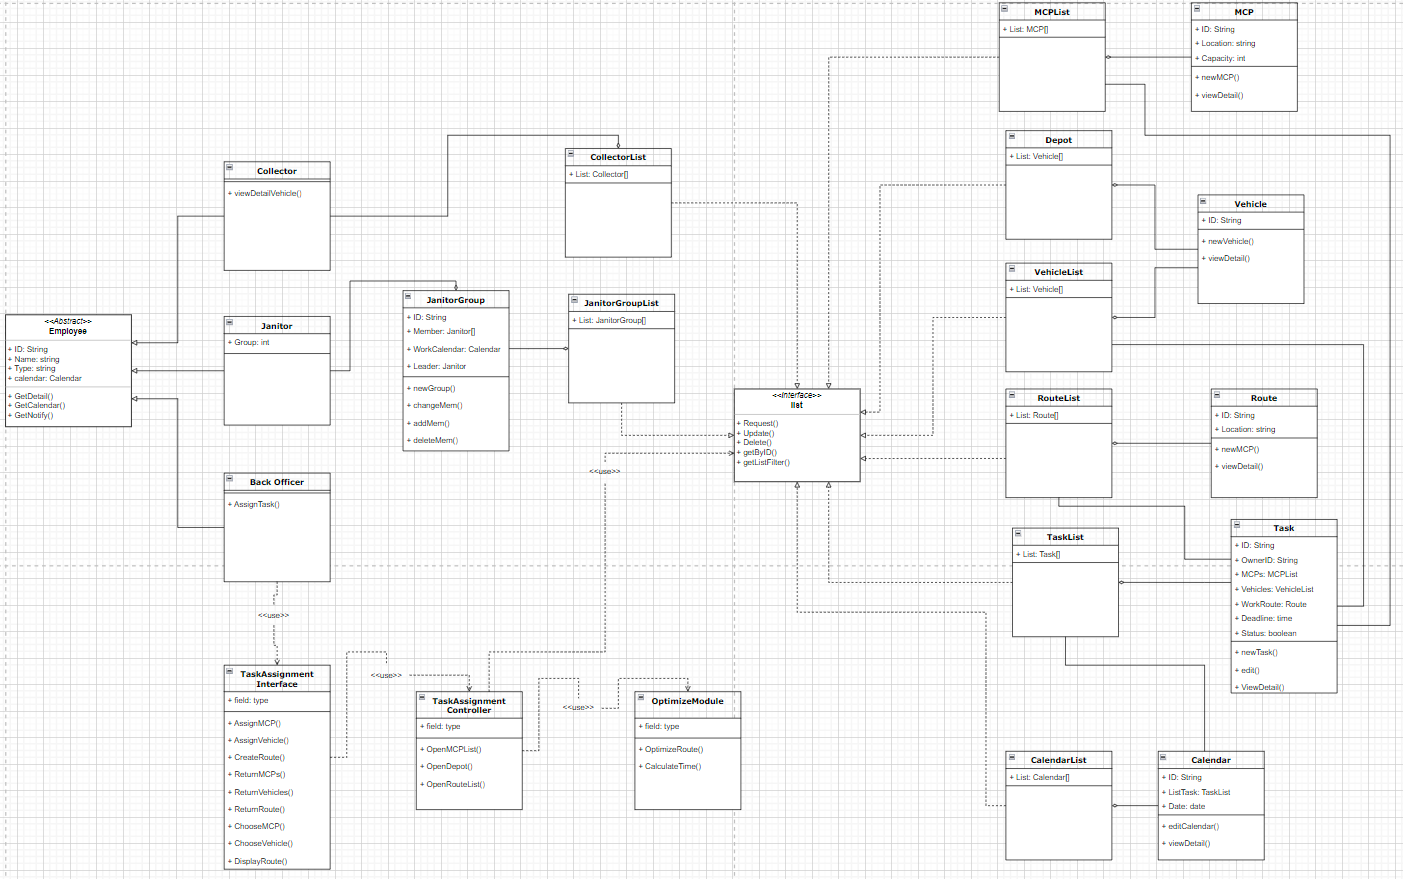 MCPList
+ List: MCP[]
MCP
+ ID: String
+ Location: string
+ Capacity: int
+ newMCP()
+ viewDetail()
Depot
+ List: Vehicle[]
Vehicle
+ ID: String
+ newVehicle()
+ viewDetail()
VehicleList
+ List: Vehicle[]
Collector
+ viewDetailVehicle()
CollectorList
+ List: Collector[]
<<Abstract>>
Employee
+ ID: String
+ Name: string
+ Type: string
+ calendar: Calendar
+ GetDetail()
+ GetCalendar()
+ GetNotify()
Janitor
+ Group: int
JanitorGroup
+ ID: String
+ Member: Janitor[]
+ WorkCalendar: Calendar
+ Leader: Janitor
+ newGroup()
+ changeMem()
+ addMem()
+ deleteMem()
JanitorGroupList
+ List: JanitorGroup[]
<<Interface>>
list
+ Request()
+ Update()
+ Delete()
+ getByID()
+ getListFilter()
RouteList
+ List: Route[]
Route
+ ID: String
+ Location: string
+ newMCP()
+ viewDetail()
Back Officer
+ AssignTask()
<<use>>
<<use>>
TaskList
+ List: Task[]
Task
+ ID: String
+ OwnerID: String
+ MCPs: MCPList
+ Vehicles: VehicleList
+ WorkRoute: Route
+ Deadline: time
+ Status: boolean
+ newTask()
+ edit()
+ ViewDetail()
TaskAssignment
Interface
+ field: type
+ AssignMCP()
+ AssignVehicle()
+ CreateRoute()
+ ReturnMCPs()
+ ReturnVehicles()
+ ReturnRoute()
+ ChooseMCP()
+ ChooseVehicle()
+ DisplayRoute()
<<use>>
TaskAssignment
Controller
+ field: type
+ OpenMCPList()
+ OpenDepot()
+ OpenRouteList()
<<use>>
OptimizeModule
+ field: type
+ OptimizeRoute()
+ CalculateTime()
CalendarList
+ List: Calendar[]
Calendar
+ ID: String
+ ListTask: TaskList
+ Date: date
+ editCalendar()
+ viewDetail()